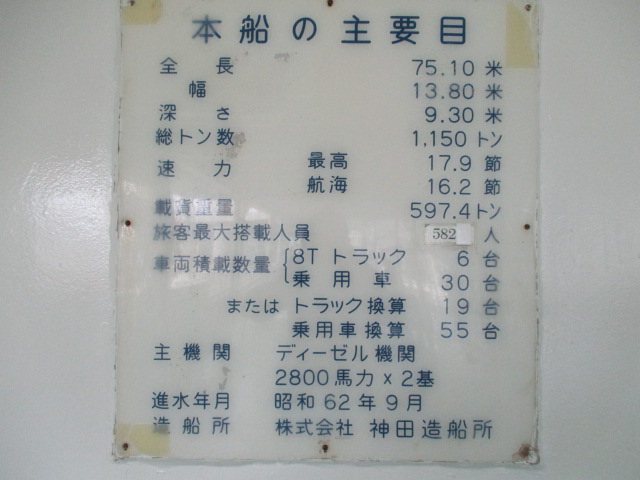 本船の主要目
全長 75.10 米
幅 13.80 米
深さ 9.30 米
総トン数 1,150 トン
速力 最高 17.9 節
航海 16.2 節
載貨重量 597.4トン
旅客最大搭載人員 582 人
車両積載数量 { 8T トラック 6 台
乗用車 30 台
または トラック換算 19 台
乗用車換算 55 台
主機関 ディーゼル機関
2800馬力 x 2基
進水年月 昭和 62 年 9 月
造船所 株式会社 神田造船所